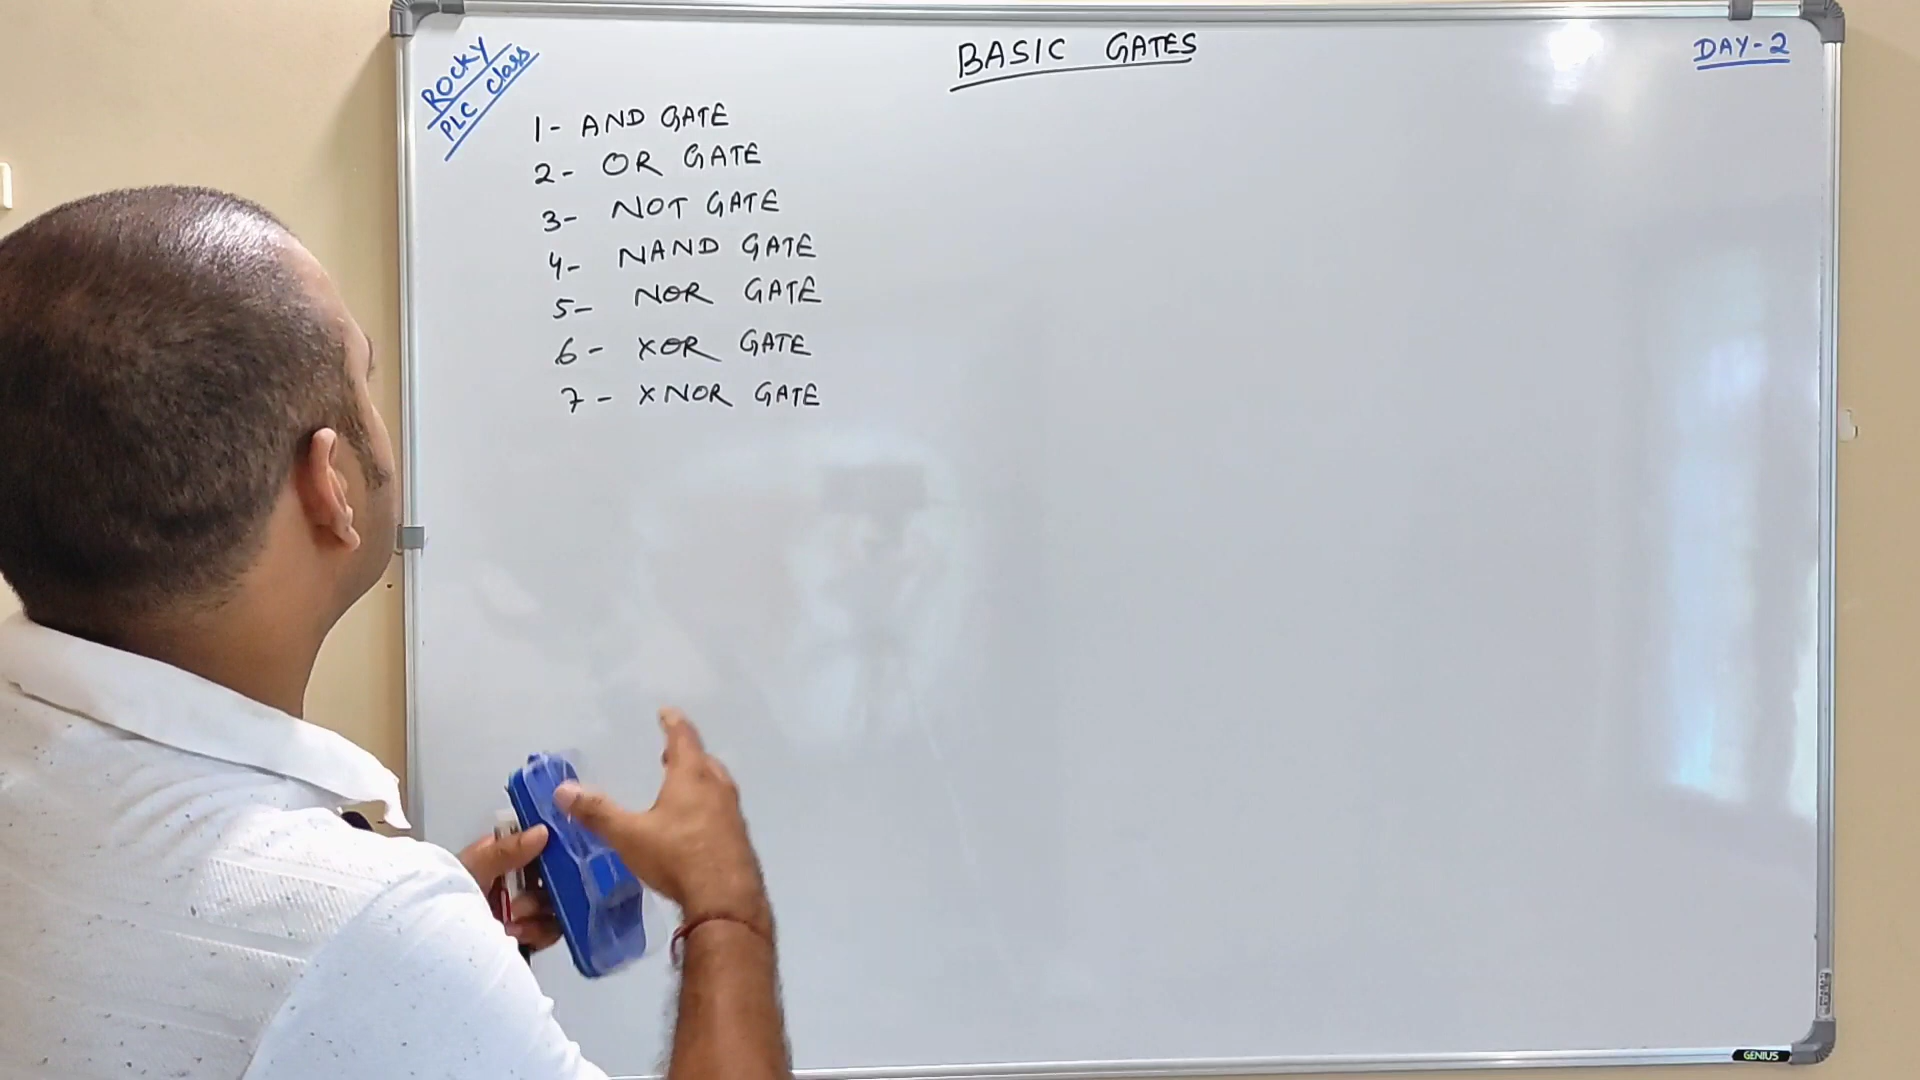 ROCKY
PLC class
BASIC GATES
DAY-2
1- AND GATE
2- OR GATE
3- NOT GATE
4- NAND GATE
5- NOR GATE
6- XOR GATE
7- XNOR GATE
GENIUS